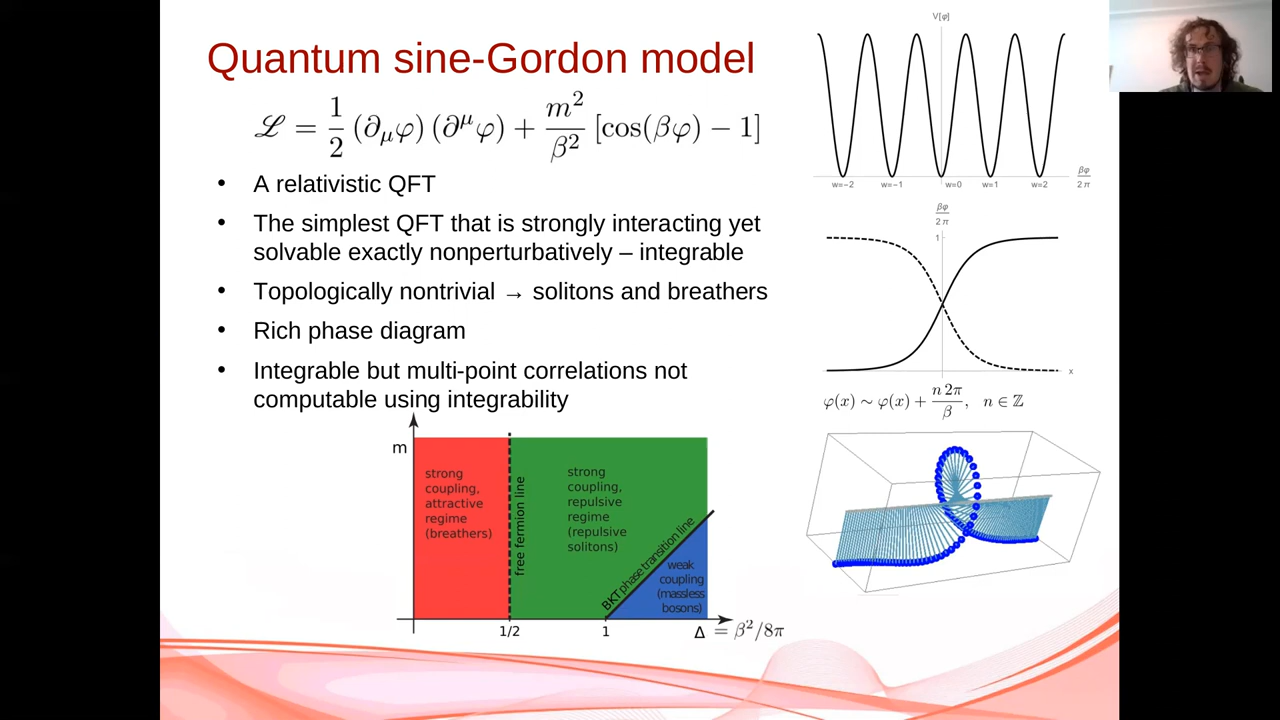 Quantum sine-Gordon model
ℒ = 1/2 (∂_μφ) (∂^μφ) + m²/β² [cos(βφ) − 1]
• A relativistic QFT
• The simplest QFT that is strongly interacting yet
solvable exactly nonperturbatively – integrable
• Topologically nontrivial → solitons and breathers
• Rich phase diagram
• Integrable but multi-point correlations not
computable using integrability
m
strong
coupling,
attractive
regime
(breathers)
free fermion line
strong
coupling,
repulsive
regime
(repulsive
solitons)
BKT phase transition line
weak
coupling
(massless
bosons)
1/2
1
Δ = β²/8π
V[φ]
w=−2 w=−1 w=0 w=1 w=2
βφ
2 π
βφ
2 π
1
x
φ(x) ∼ φ(x) + n 2π/β, n ∈ ℤ